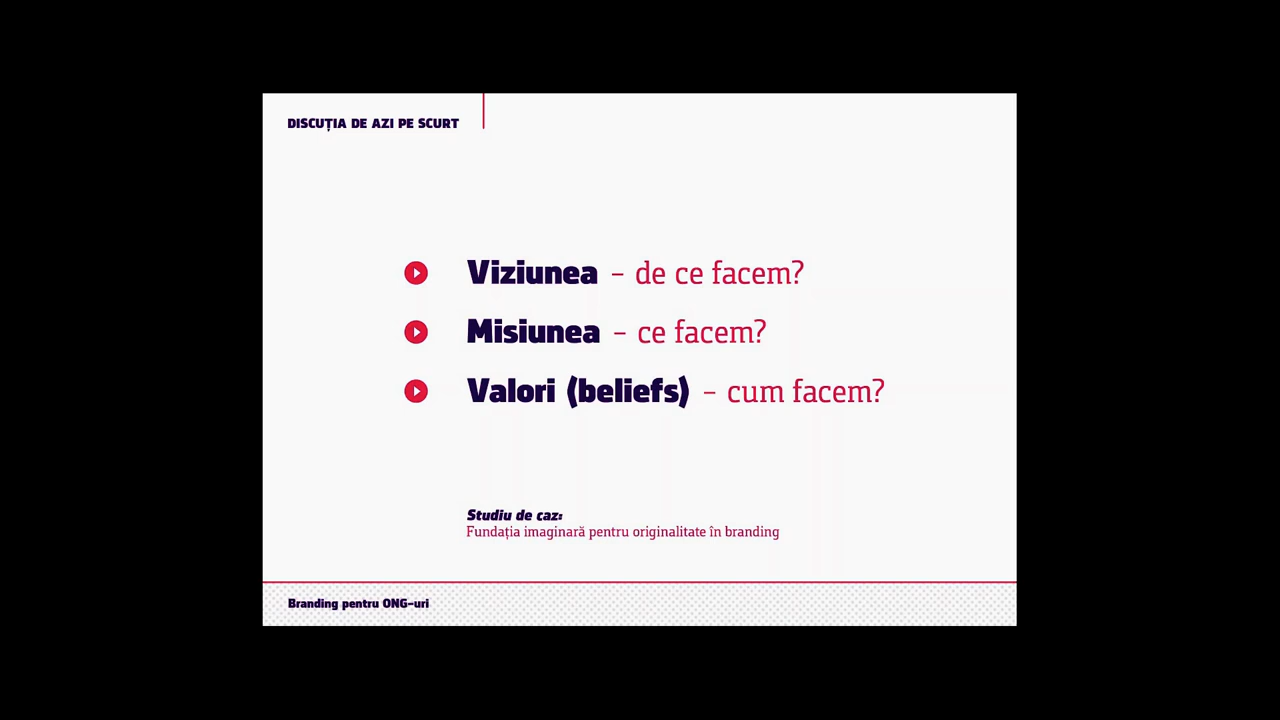 DISCUȚIA DE AZI PE SCURT
Viziunea – de ce facem?
Misiunea – ce facem?
Valori (beliefs) – cum facem?
Studiu de caz:
Fundația imaginară pentru originalitate în branding
Branding pentru ONG-uri